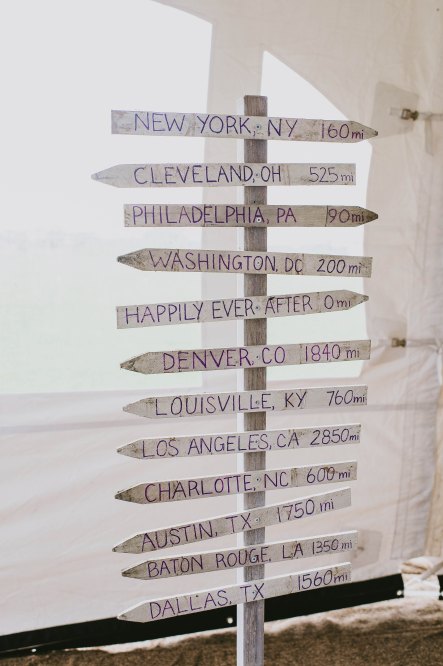 NEW YORK, NY 160mi
CLEVELAND, OH 525mi
PHILADELPHIA, PA 90mi
WASHINGTON, DC 200mi
HAPPILY EVER AFTER 0mi
DENVER, CO 1840mi
LOUISVILLE, KY 760mi
LOS ANGELES, CA 2850mi
CHARLOTTE, NC 600mi
AUSTIN, TX 1750mi
BATON ROUGE, LA 1350mi
DALLAS, TX 1560mi